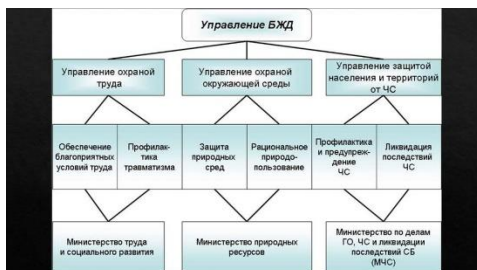 Управление БЖД
Управление охраной
труда
Управление охраной
окружающей среды
Управление защитой
населения и территорий
от ЧС
Обеспечение
благоприятных
условий труда
Профилак-
тика
травматизма
Защита
природных
сред
Рациональное
природо-
пользование
Профилактика
и предупреж-
дение
ЧС
Ликвидация
последствий
ЧС
Министерство труда
и социального развития
Министерство природных
ресурсов
Министерство по делам
ГО, ЧС и ликвидации
последствий СБ
(МЧС)